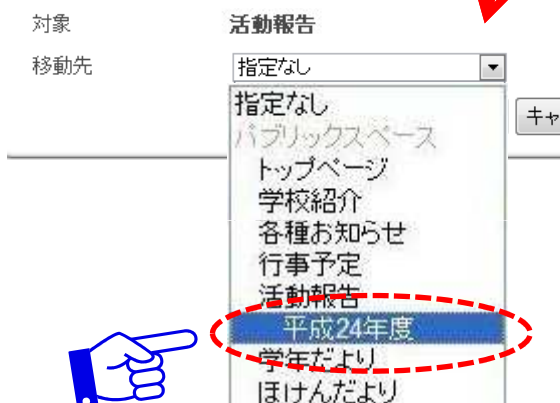 対象 活動報告
移動先 指定なし
指定なし
パブリックスペース
トップページ
学校紹介
各種お知らせ
行事予定
活動報告
平成24年度
学年だより
ほけんだより
キャ